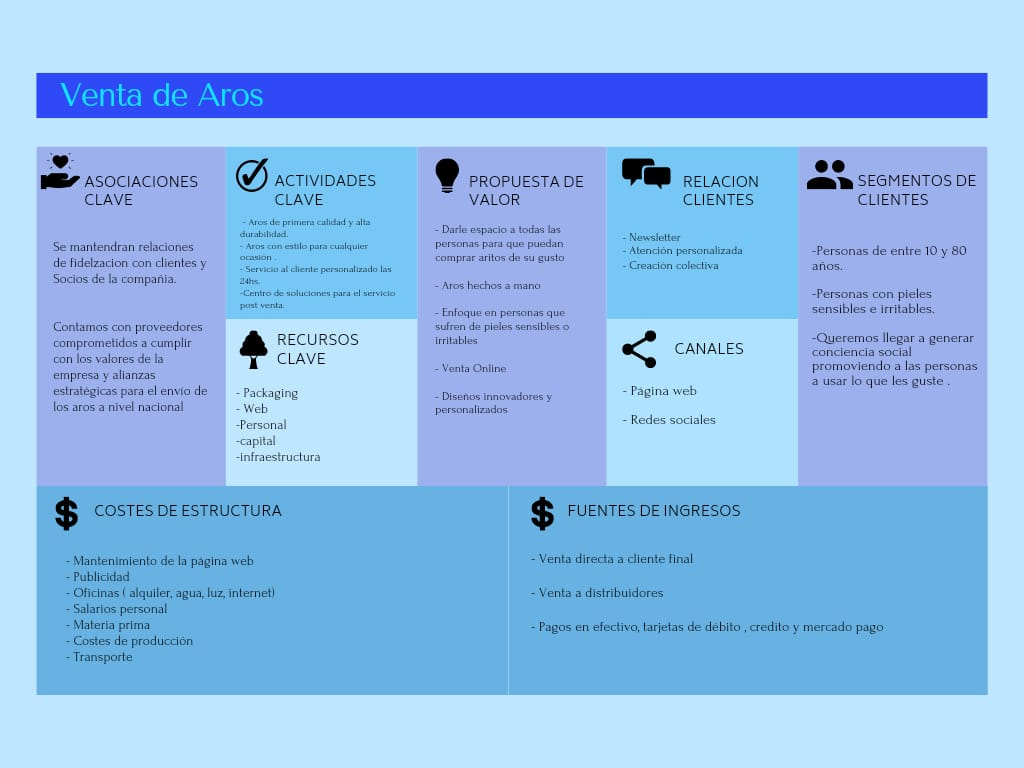 Venta de Aros
ASOCIACIONES
CLAVE
Se mantendran relaciones
de fidelzacion con clientes y
Socios de la compañia.
Contamos con proveedores
comprometidos a cumplir
con los valores de la
empresa y alianzas
estratégicas para el envío de
los aros a nivel nacional
ACTIVIDADES
CLAVE
- Aros de primera calidad y alta
durabilidad.
- Aros con estilo para cualquier
ocasión .
- Servicio al cliente personalizado las
24hs.
-Centro de soluciones para el servicio
post venta.
RECURSOS
CLAVE
- Packaging
- Web
-Personal
-capital
-infraestructura
PROPUESTA DE
VALOR
- Darle espacio a todas las
personas para que puedan
comprar aritos de su gusto
- Aros hechos a mano
- Enfoque en personas que
sufren de pieles sensibles o
irritables
- Venta Online
- Diseños innovadores y
personalizados
RELACION
CLIENTES
- Newsletter
- Atención personalizada
- Creación colectiva
CANALES
- Página web
- Redes sociales
SEGMENTOS DE
CLIENTES
-Personas de entre 10 y 80
años.
-Personas con pieles
sensibles e irritables.
-Queremos llegar a generar
conciencia social
promoviendo a las personas
a usar lo que les guste .
COSTES DE ESTRUCTURA
- Mantenimiento de la página web
- Publicidad
- Oficinas ( alquiler, agua, luz, internet)
- Salarios personal
- Materia prima
- Costes de producción
- Transporte
FUENTES DE INGRESOS
- Venta directa a cliente final
- Venta a distribuidores
- Pagos en efectivo, tarjetas de débito , credito y mercado pago